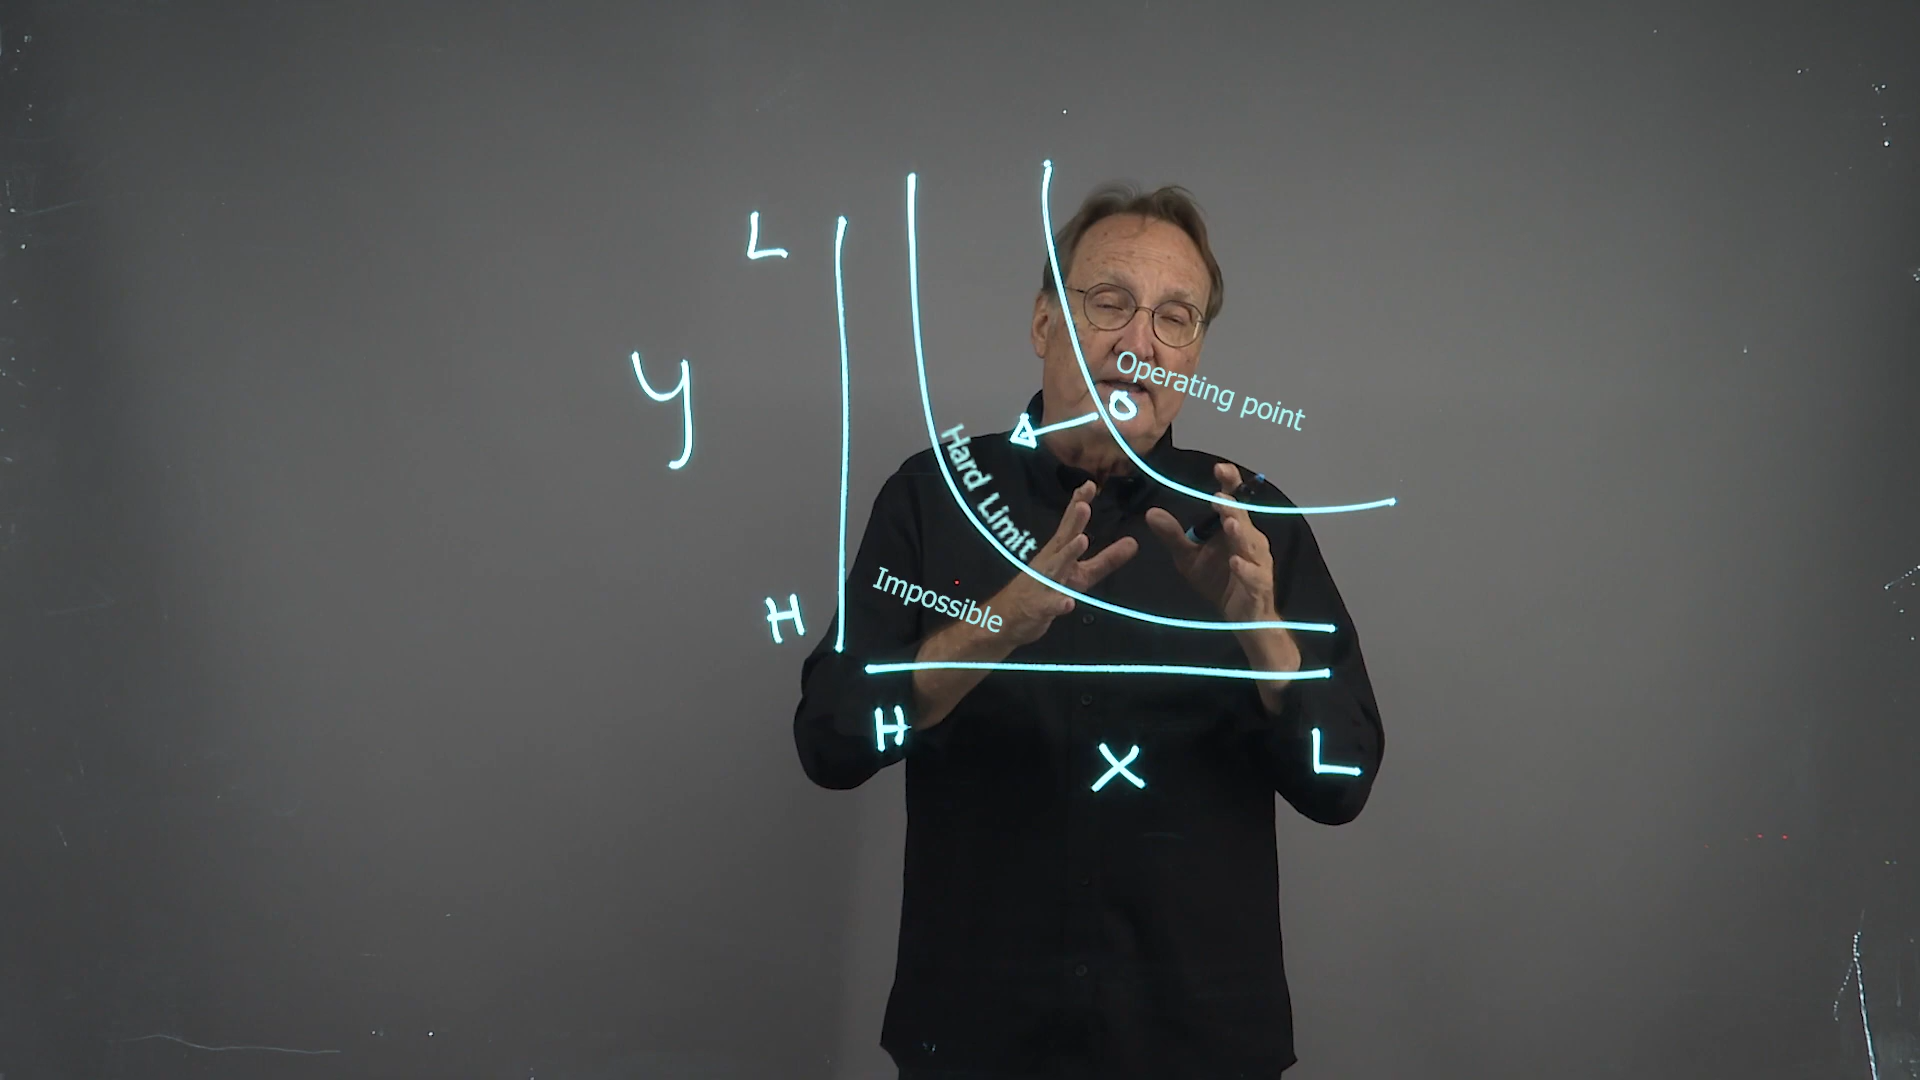 L
y
Operating point
Hard Limit
Impossible
H
H
X
L